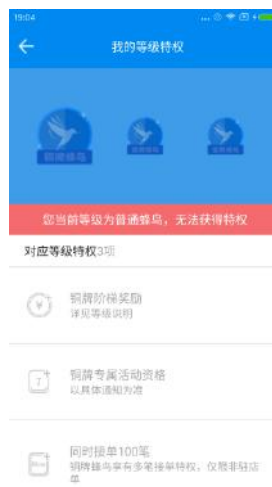 19:04
我的等级特权
铜牌蜂鸟
您当前等级为普通蜂鸟，无法获得特权
对应等级特权3项
铜牌阶梯奖励
详见等级说明
铜牌专属活动资格
以具体通知为准
同时接单100笔
铜牌蜂鸟享有多笔接单特权，仅限非驻店
单